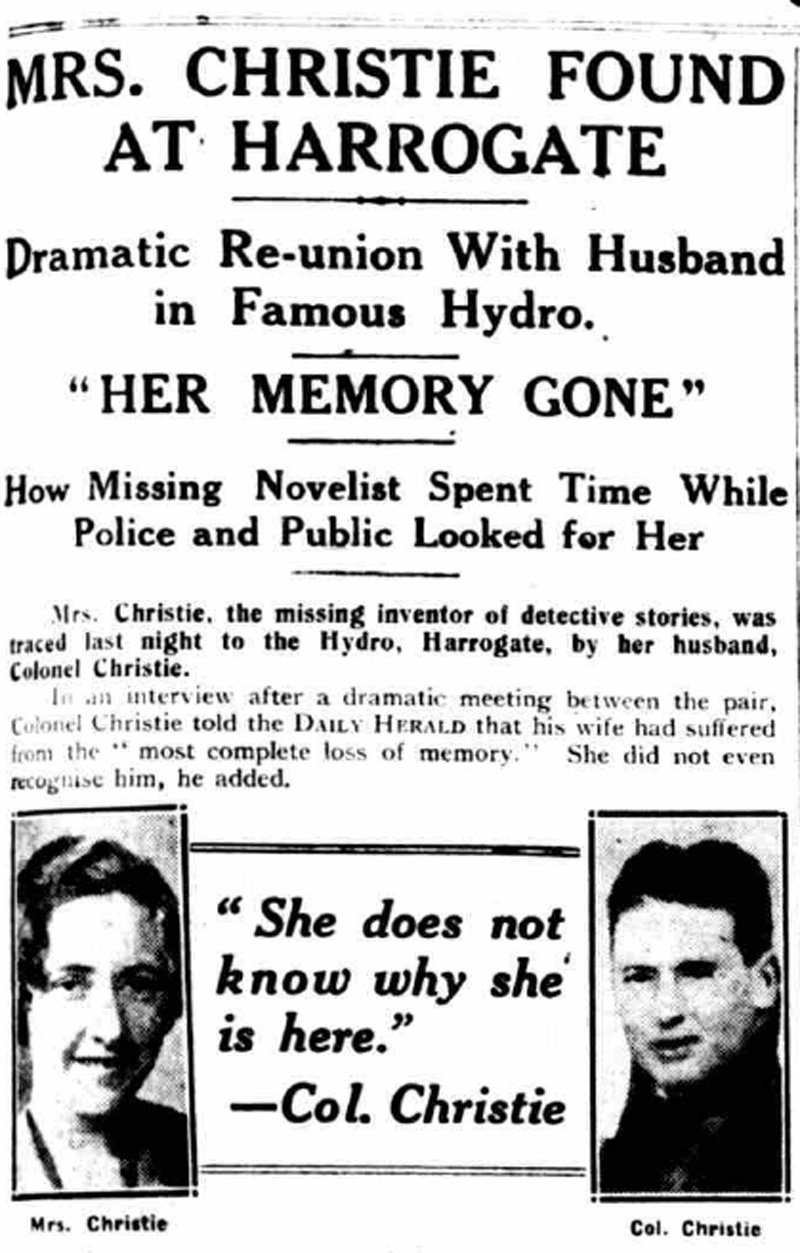 MRS. CHRISTIE FOUND
AT HARROGATE
Dramatic Re-union With Husband
in Famous Hydro.
"HER MEMORY GONE"
How Missing Novelist Spent Time While
Police and Public Looked for Her
Mrs. Christie, the missing inventor of detective stories, was
traced last night to the Hydro, Harrogate, by her husband,
Colonel Christie.
In an interview after a dramatic meeting between the pair,
Colonel Christie told the DAILY HERALD that his wife had suffered
from the " most complete loss of memory." She did not even
recognise him, he added.
"She does not
know why she
is here."
—Col. Christie
Mrs. Christie
Col. Christie